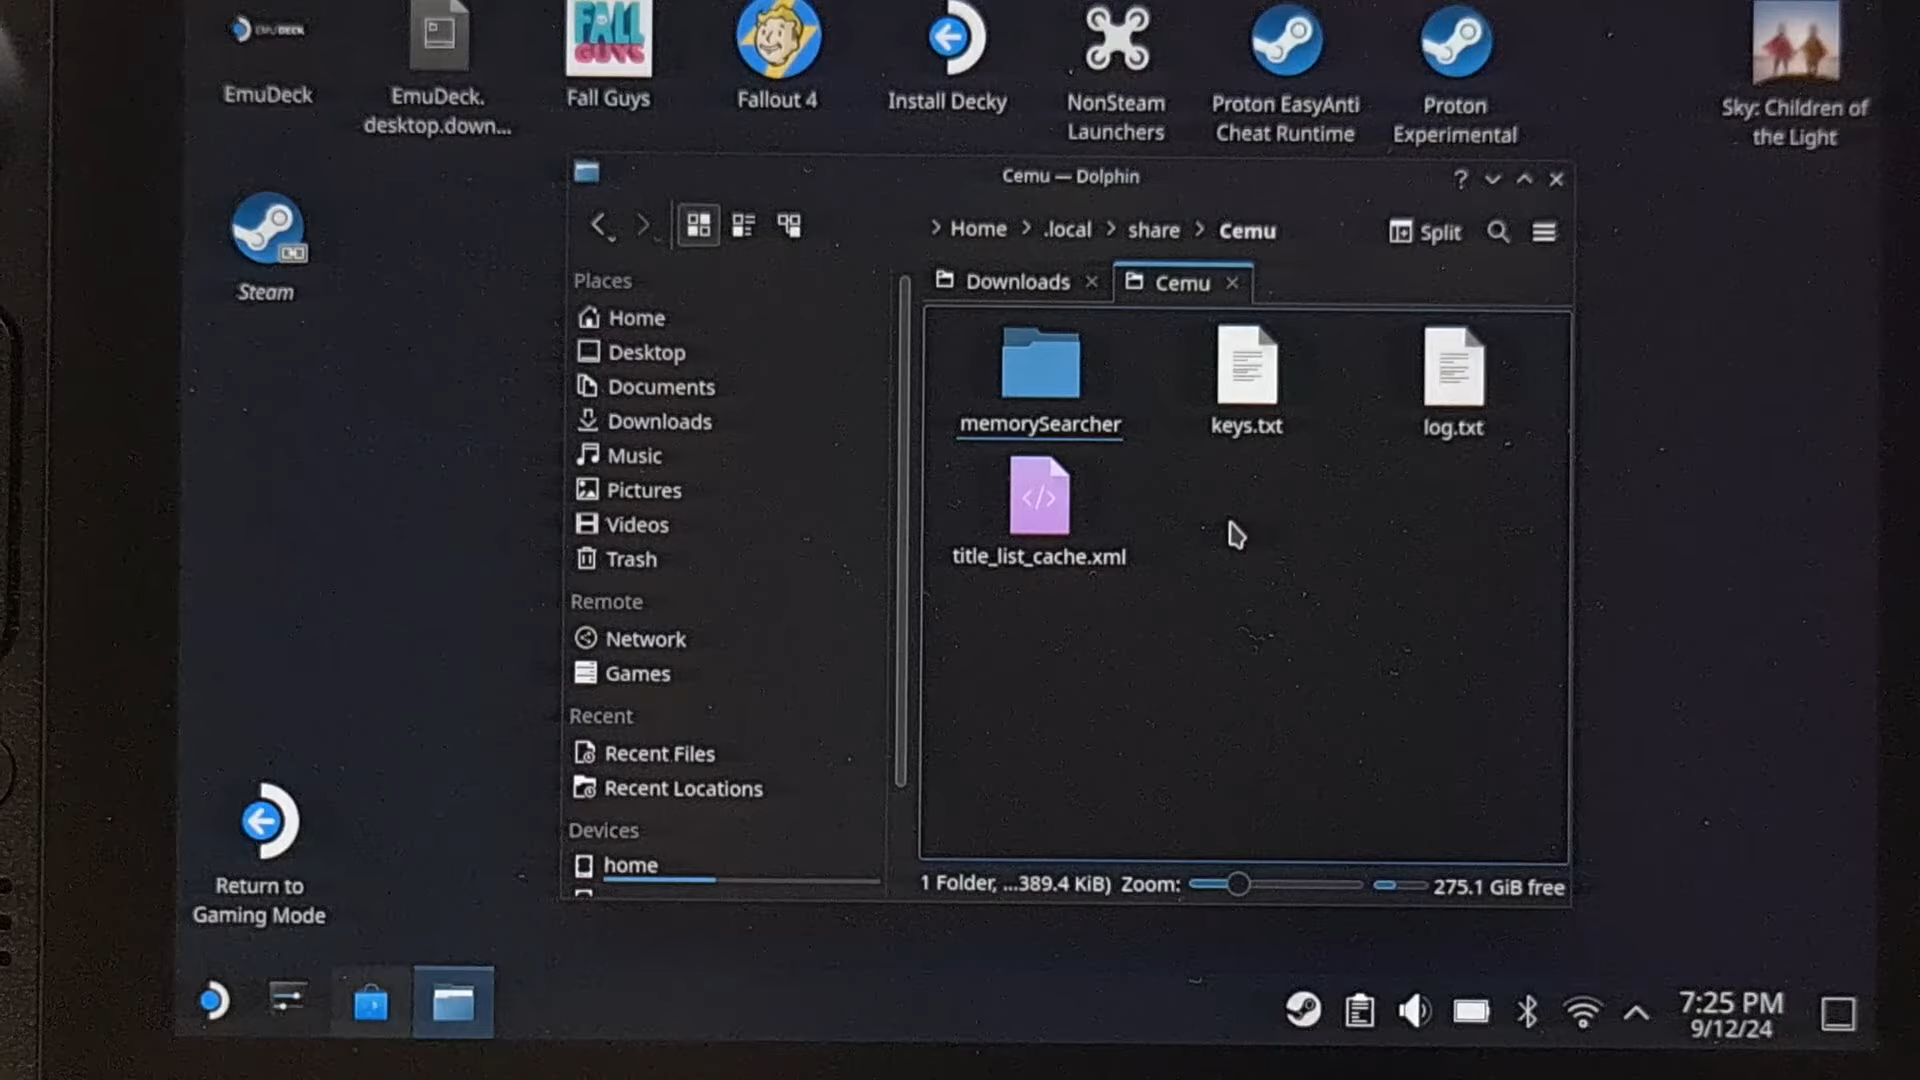 EMUDECK
EmuDeck
EmuDeck.
desktop.down...
FALL
GUYS
Fall Guys
Fallout 4
Install Decky
NonSteam
Launchers
Proton EasyAnti
Cheat Runtime
Proton
Experimental
Sky: Children of
the Light
Steam
Return to
Gaming Mode
Cemu — Dolphin
Home
.local
share
Cemu
Split
Places
Home
Desktop
Documents
Downloads
Music
Pictures
Videos
Trash
Remote
Network
Games
Recent
Recent Files
Recent Locations
Devices
home
Downloads
Cemu
memorySearcher
keys.txt
log.txt
title_list_cache.xml
1 Folder, ...389.4 KiB)
Zoom:
275.1 GiB free
7:25 PM
9/12/24